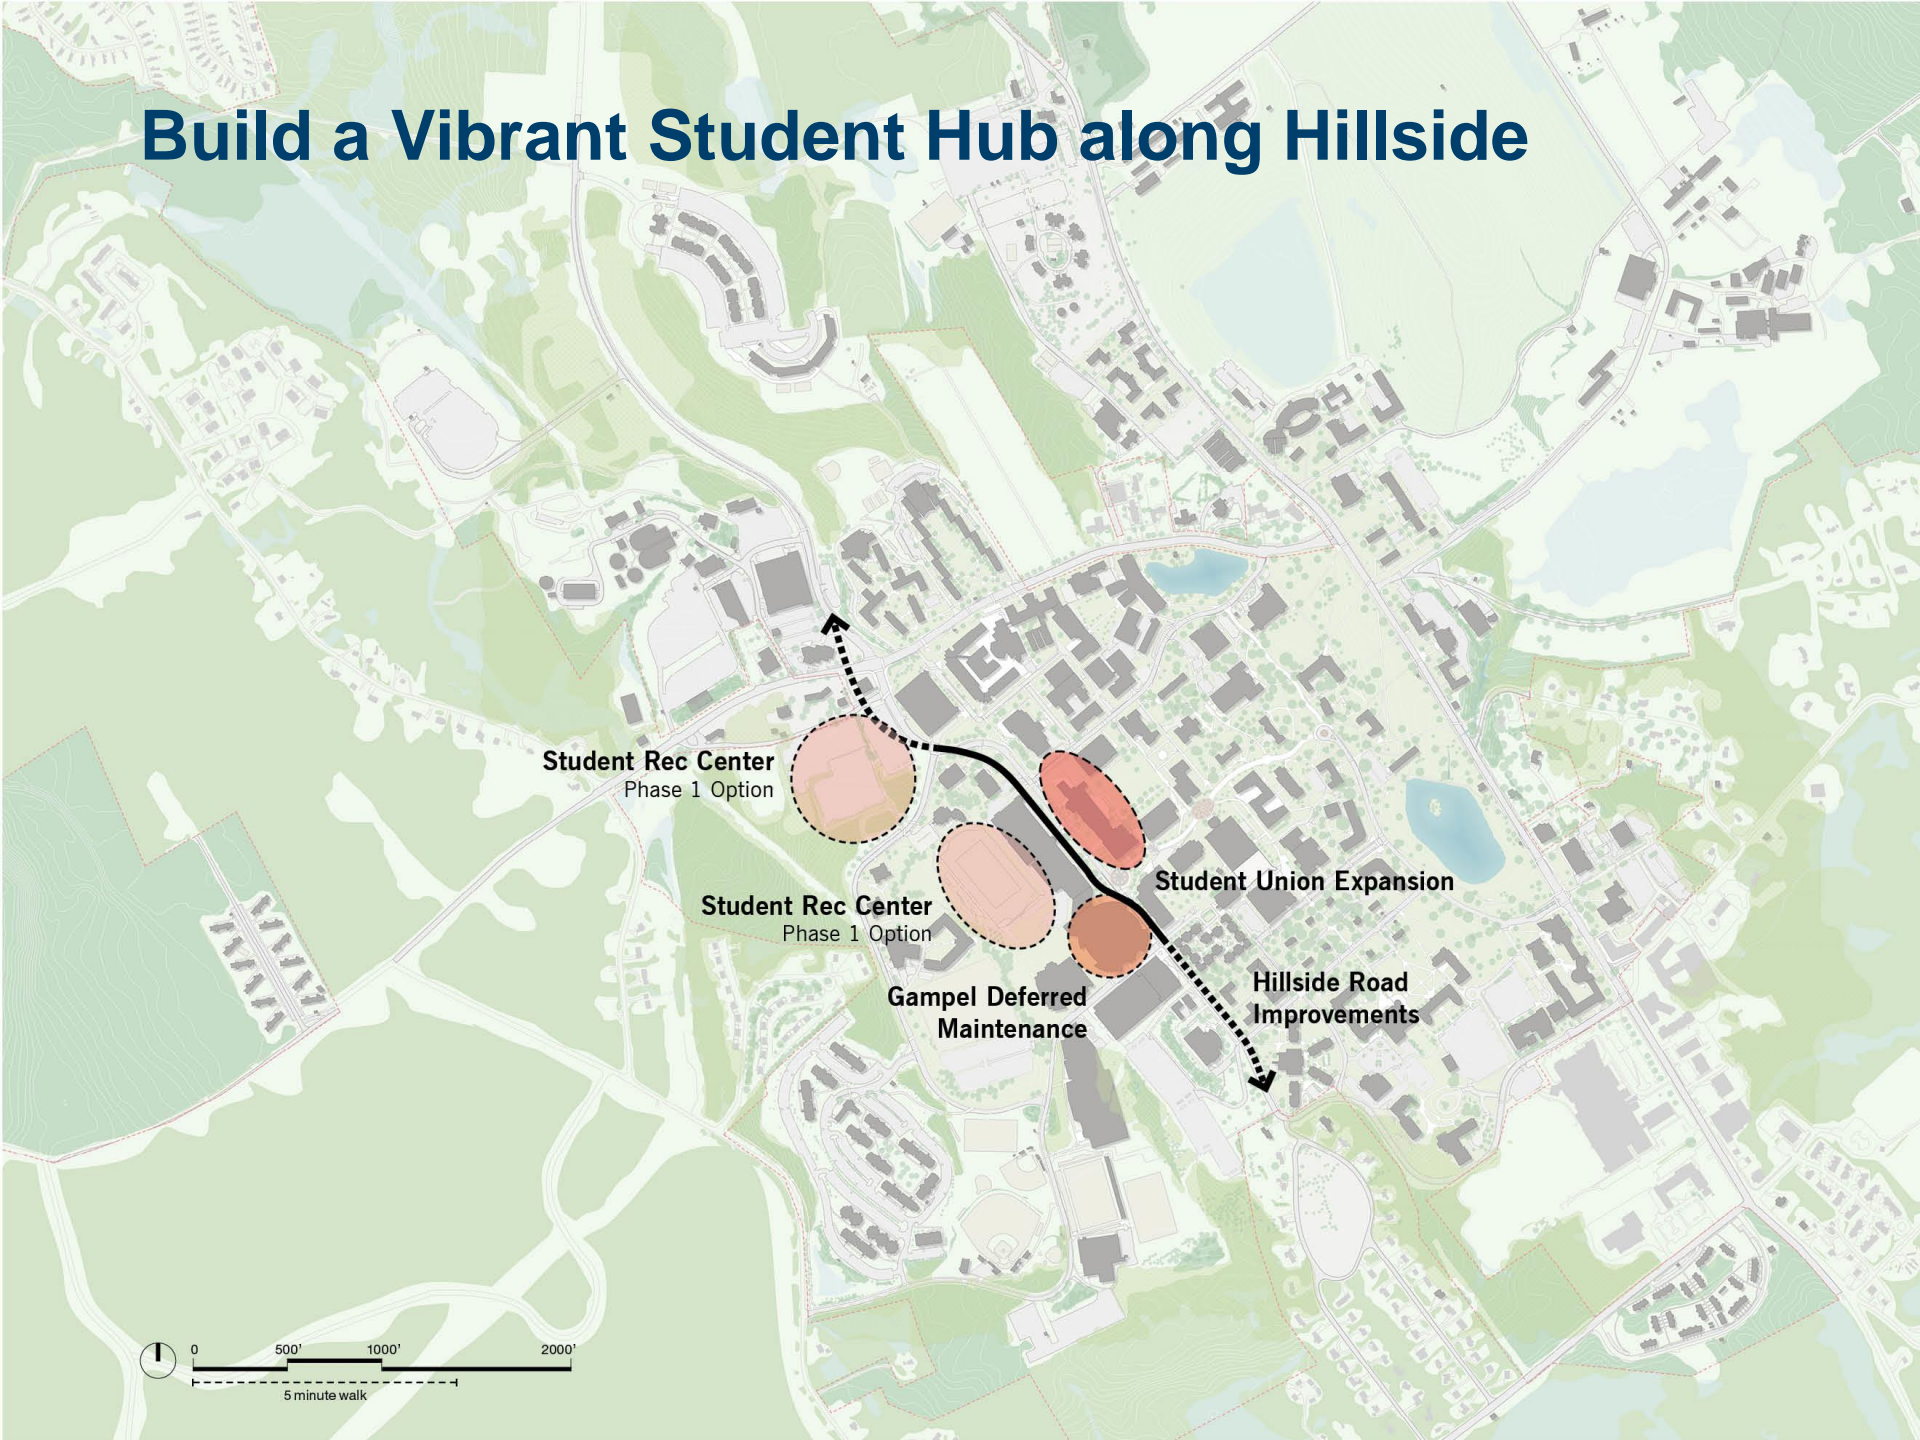 Build a Vibrant Student Hub along Hillside
Student Rec Center
Phase 1 Option
Student Union Expansion
Student Rec Center
Phase 1 Option
Hillside Road
Improvements
Gampel Deferred
Maintenance
0 500' 1000' 2000'
5 minute walk